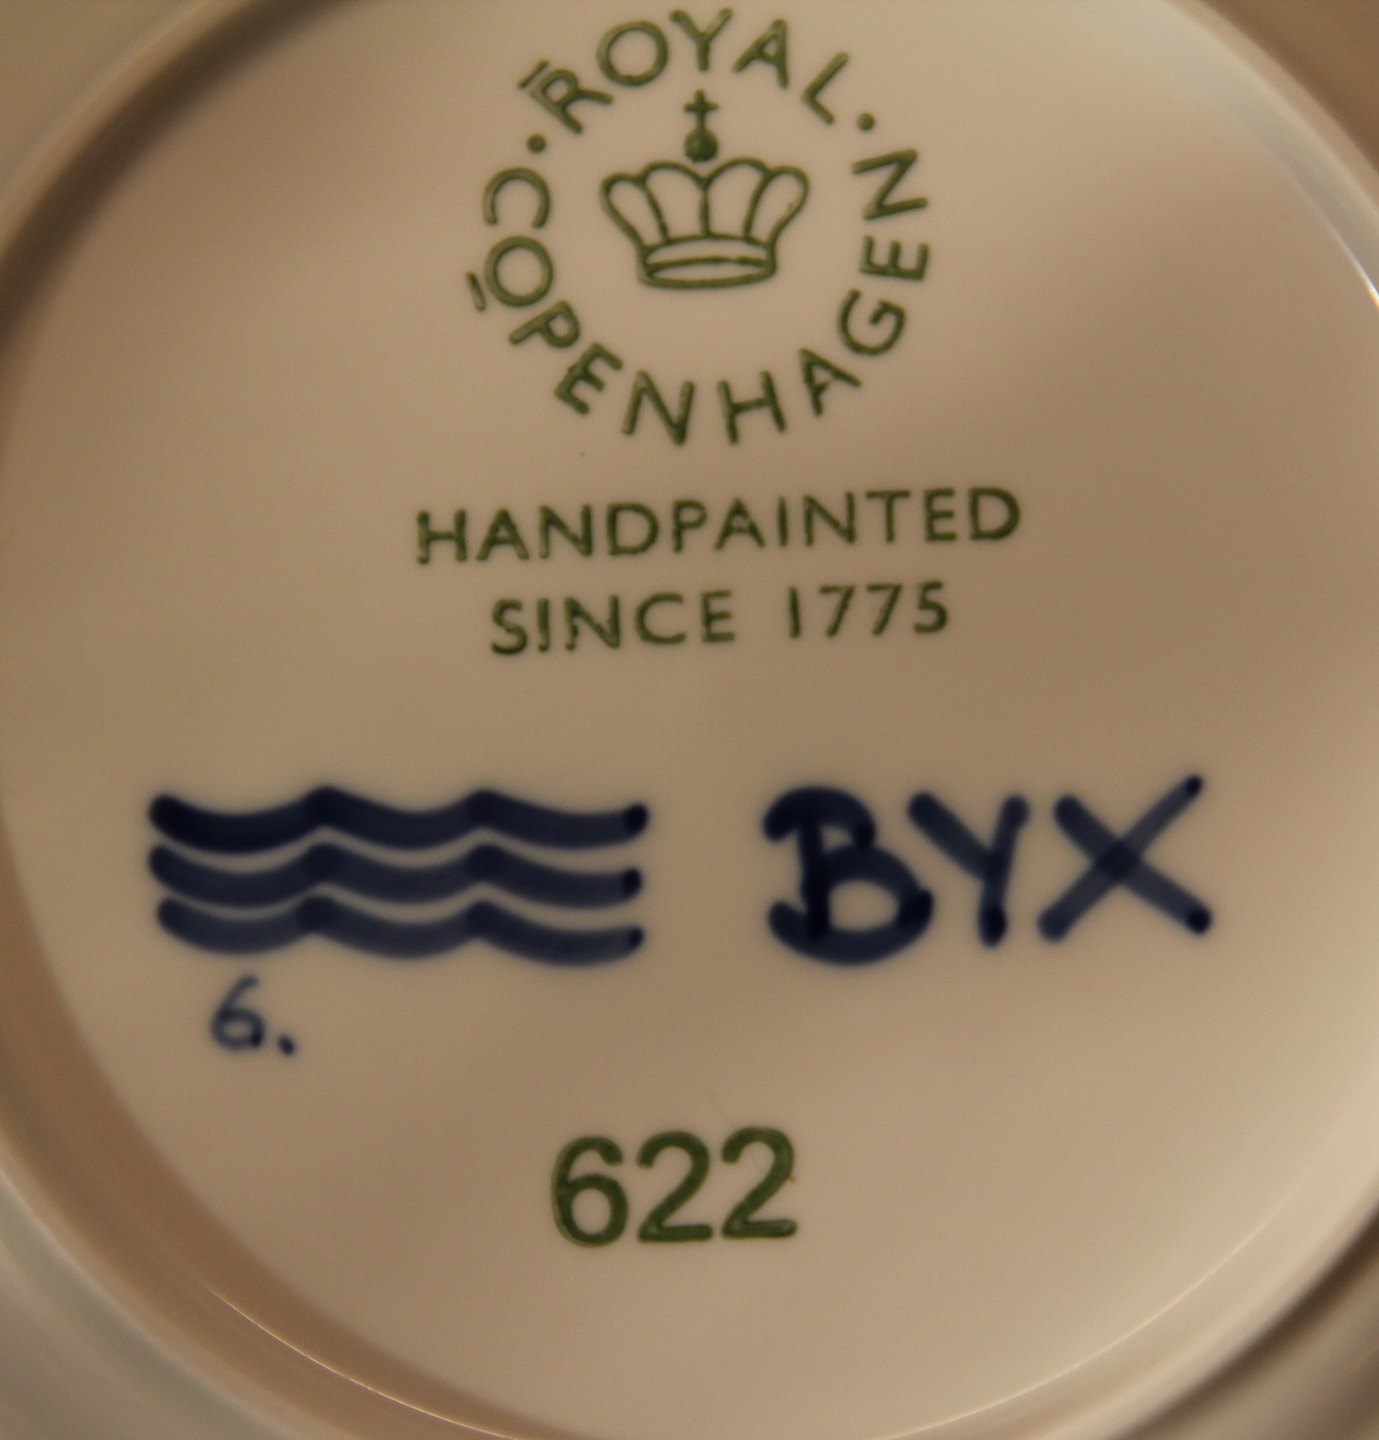 ROYAL · COPENHAGEN ·
HANDPAINTED
SINCE 1775
BYX
6.
622